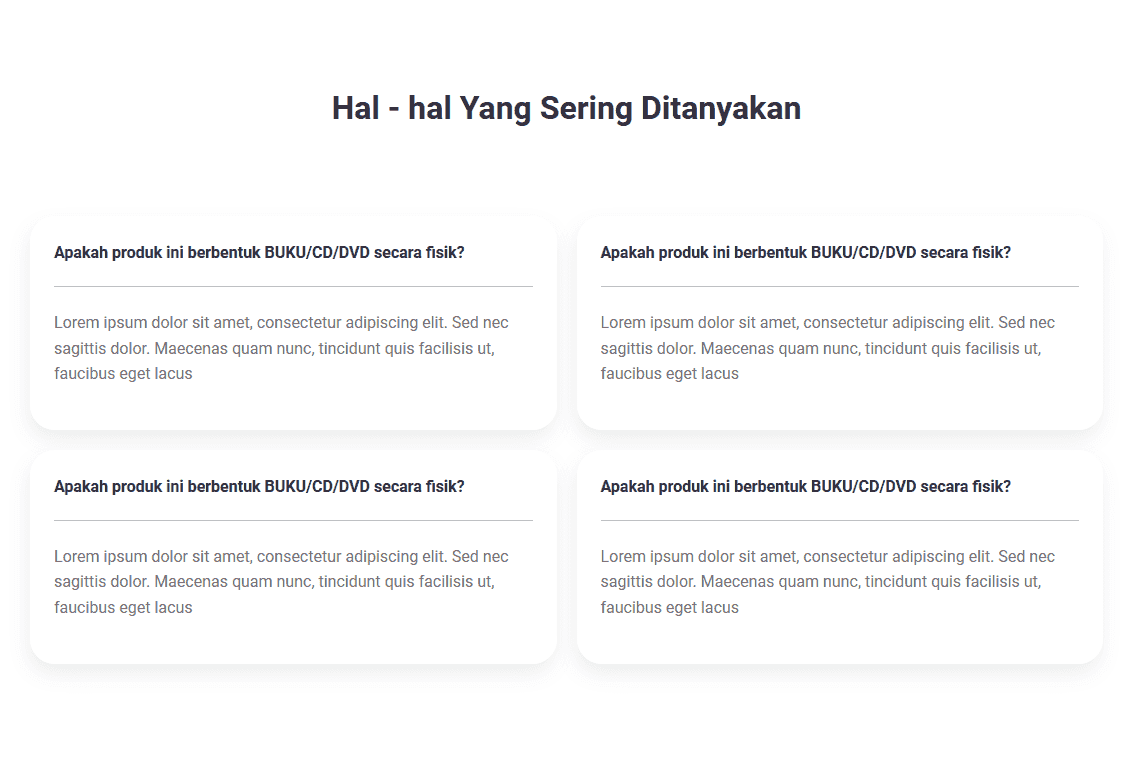 Hal - hal Yang Sering Ditanyakan
Apakah produk ini berbentuk BUKU/CD/DVD secara fisik?
Lorem ipsum dolor sit amet, consectetur adipiscing elit. Sed nec
sagittis dolor. Maecenas quam nunc, tincidunt quis facilisis ut,
faucibus eget lacus
Apakah produk ini berbentuk BUKU/CD/DVD secara fisik?
Lorem ipsum dolor sit amet, consectetur adipiscing elit. Sed nec
sagittis dolor. Maecenas quam nunc, tincidunt quis facilisis ut,
faucibus eget lacus
Apakah produk ini berbentuk BUKU/CD/DVD secara fisik?
Lorem ipsum dolor sit amet, consectetur adipiscing elit. Sed nec
sagittis dolor. Maecenas quam nunc, tincidunt quis facilisis ut,
faucibus eget lacus
Apakah produk ini berbentuk BUKU/CD/DVD secara fisik?
Lorem ipsum dolor sit amet, consectetur adipiscing elit. Sed nec
sagittis dolor. Maecenas quam nunc, tincidunt quis facilisis ut,
faucibus eget lacus